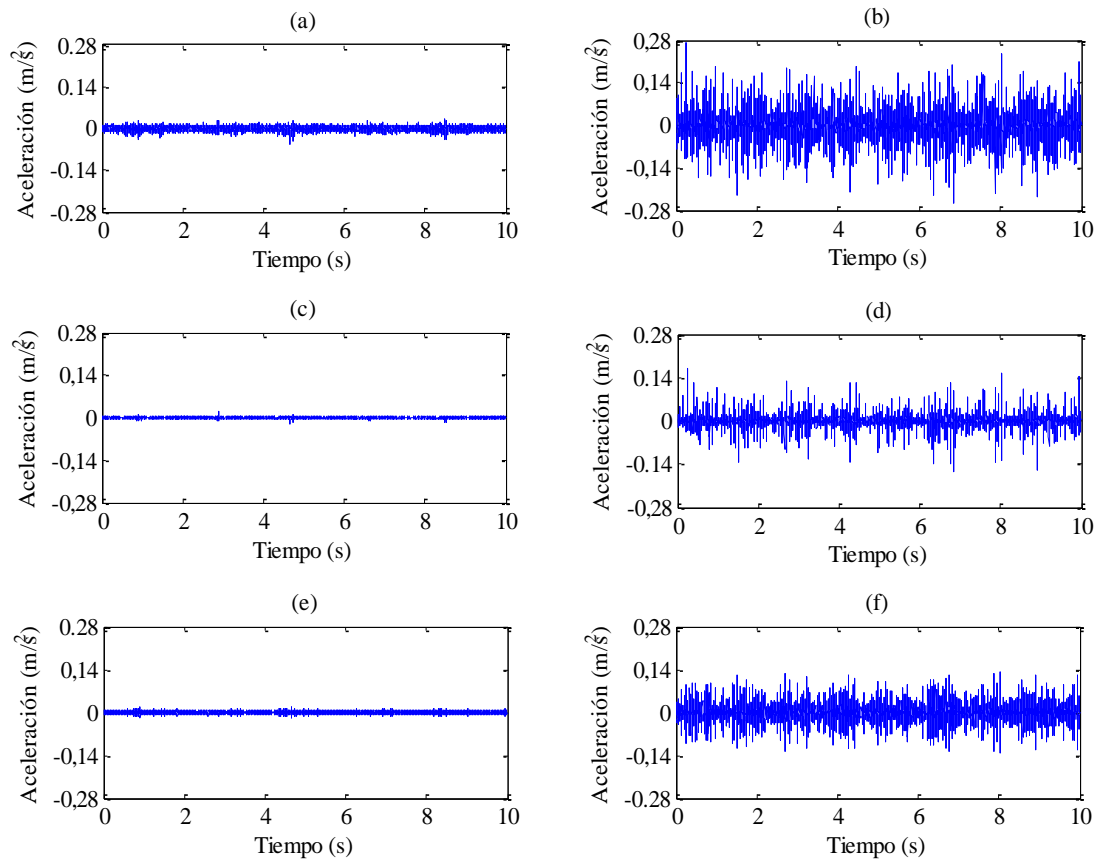 (a)
Aceleración (m/s²)
0.28
0.14
0
-0.14
-0.28
0 2 4 6 8 10
Tiempo (s)
(b)
Aceleración (m/s²)
0,28
0,14
0
-0.14
-0.28
0 2 4 6 8 10
Tiempo (s)
(c)
Aceleración (m/s²)
0.28
0.14
0
-0.14
-0,28
0 2 4 6 8 10
Tiempo (s)
(d)
Aceleración (m/s²)
0.28
0.14
0
-0.14
-0,28
0 2 4 6 8 10
Tiempo (s)
(e)
Aceleración (m/s²)
0,28
0,14
0
-0,14
-0,28
0 2 4 6 8 10
Tiempo (s)
(f)
Aceleración (m/s²)
0,28
0,14
0
-0,14
-0,28
0 2 4 6 8 10
Tiempo (s)